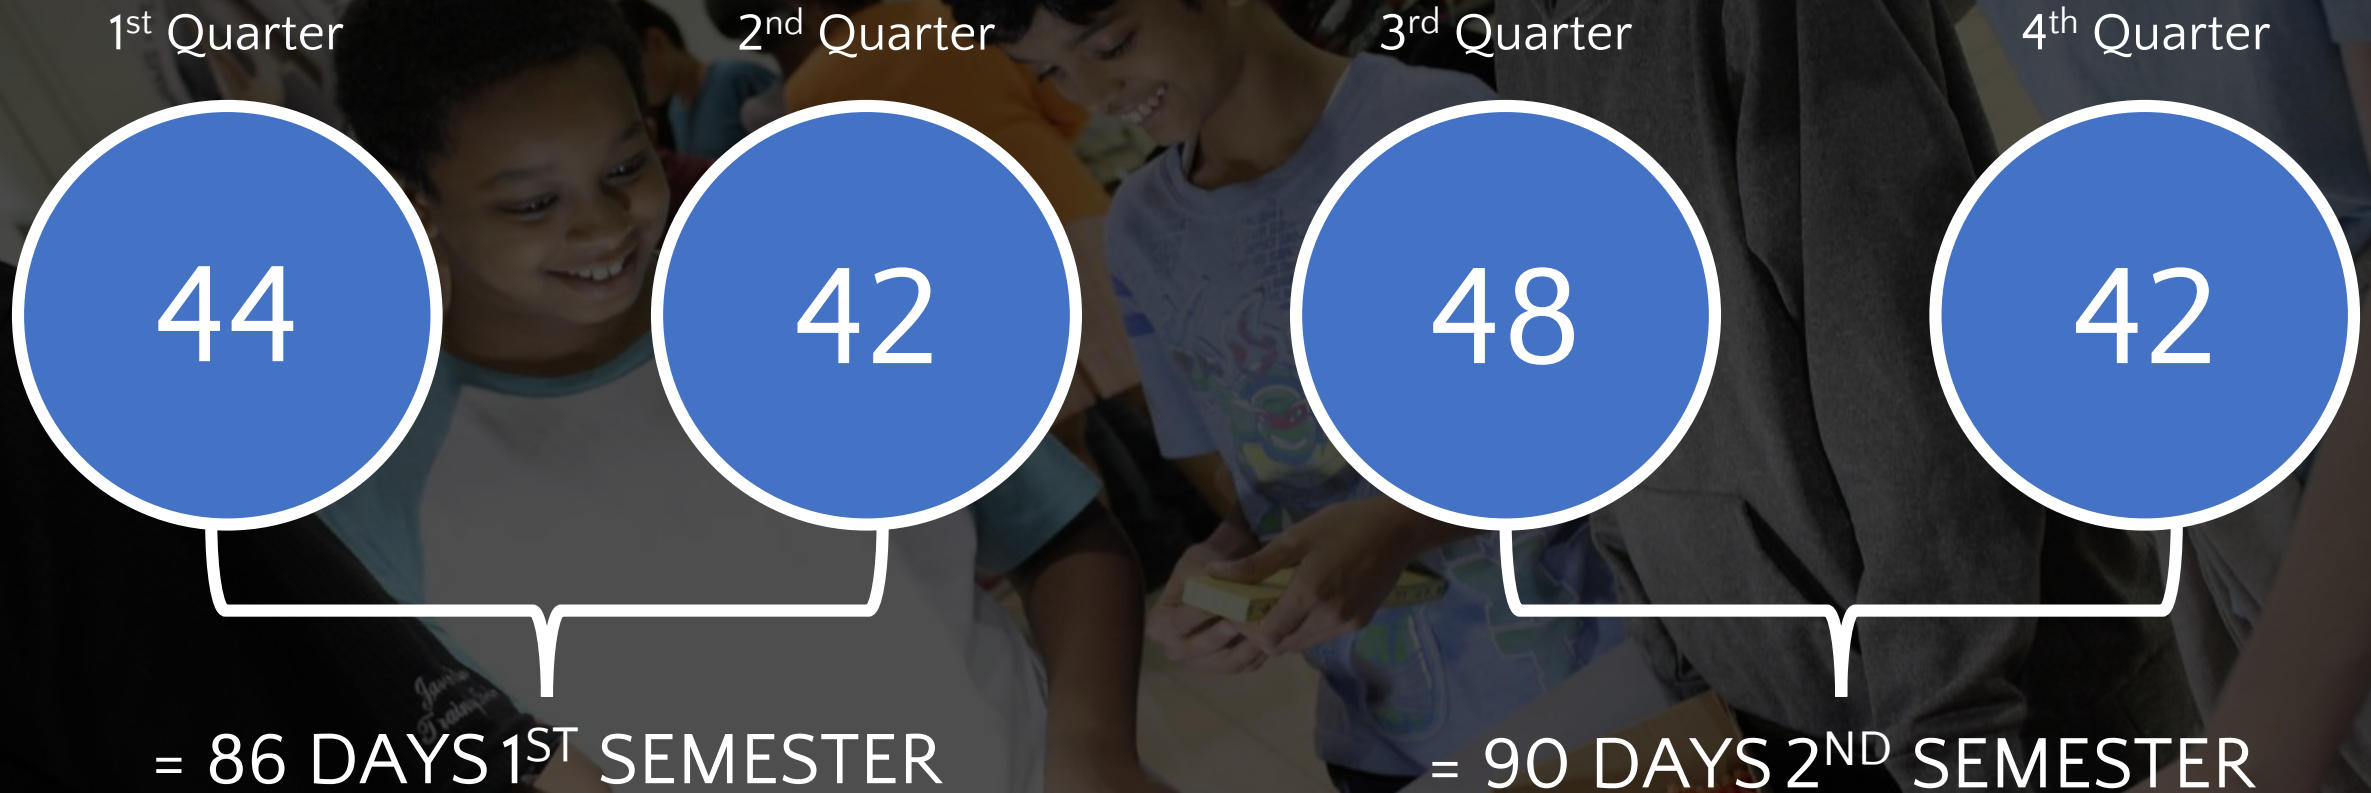 1st Quarter 2nd Quarter 3rd Quarter 4th Quarter
44 42 48 42
= 86 DAYS 1ST SEMESTER = 90 DAYS 2ND SEMESTER